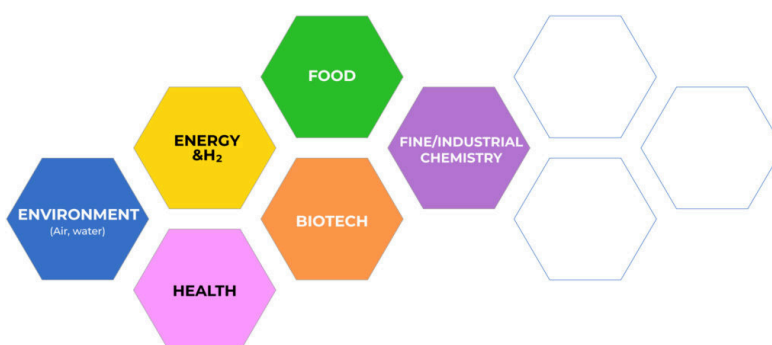 FOOD
ENERGY
&H₂
FINE/INDUSTRIAL
CHEMISTRY
ENVIRONMENT
(Air, water)
BIOTECH
HEALTH